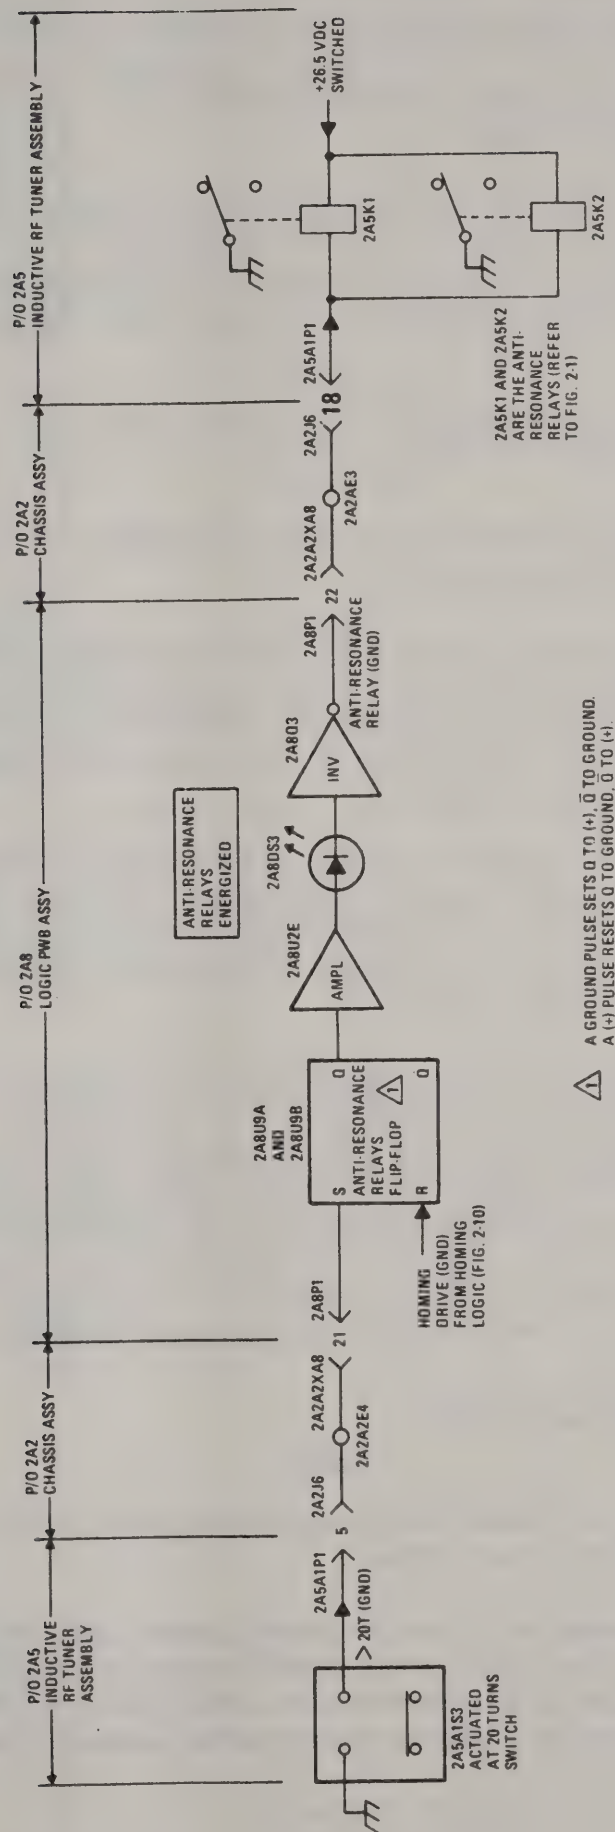 P/O 2A5
INDUCTIVE
RF TUNER
ASSEMBLY
P/O 2A2
CHASSIS ASSY
P/O 2A8
LOGIC PWB ASSY
P/O 2A2
CHASSIS ASSY
P/O 2A5
INDUCTIVE RF TUNER ASSEMBLY
2A5A1S3
ACTUATED
AT 20 TURNS
SWITCH
>20T (GND)
2A5A1P1
5
2A2J6
2A2A2E4
2A2A2XA8
21
2A8P1
2A8U9A
AND
2A8U9B
S
Q
ANTI-RESONANCE
RELAYS
FLIP-FLOP
1
R
Q̄
HOMING
DRIVE (GND)
FROM HOMING
LOGIC (FIG. 2-10)
2A8U2E
AMPL
ANTI-RESONANCE
RELAYS
ENERGIZED
2A8DS3
2A8Q3
INV
ANTI-RESONANCE
RELAY (GND)
2A8P1
22
2A2A2XA8
2A2AE3
2A2J6
18
2A5A1P1
2A5K1
+26.5 VDC
SWITCHED
2A5K2
2A5K1 AND 2A5K2
ARE THE ANTI-
RESONANCE
RELAYS (REFER
TO FIG. 2-1)
1
A GROUND PULSE SETS Q TO (+), Q̄ TO GROUND.
A (+) PULSE RESETS Q TO GROUND, Q̄ TO (+).